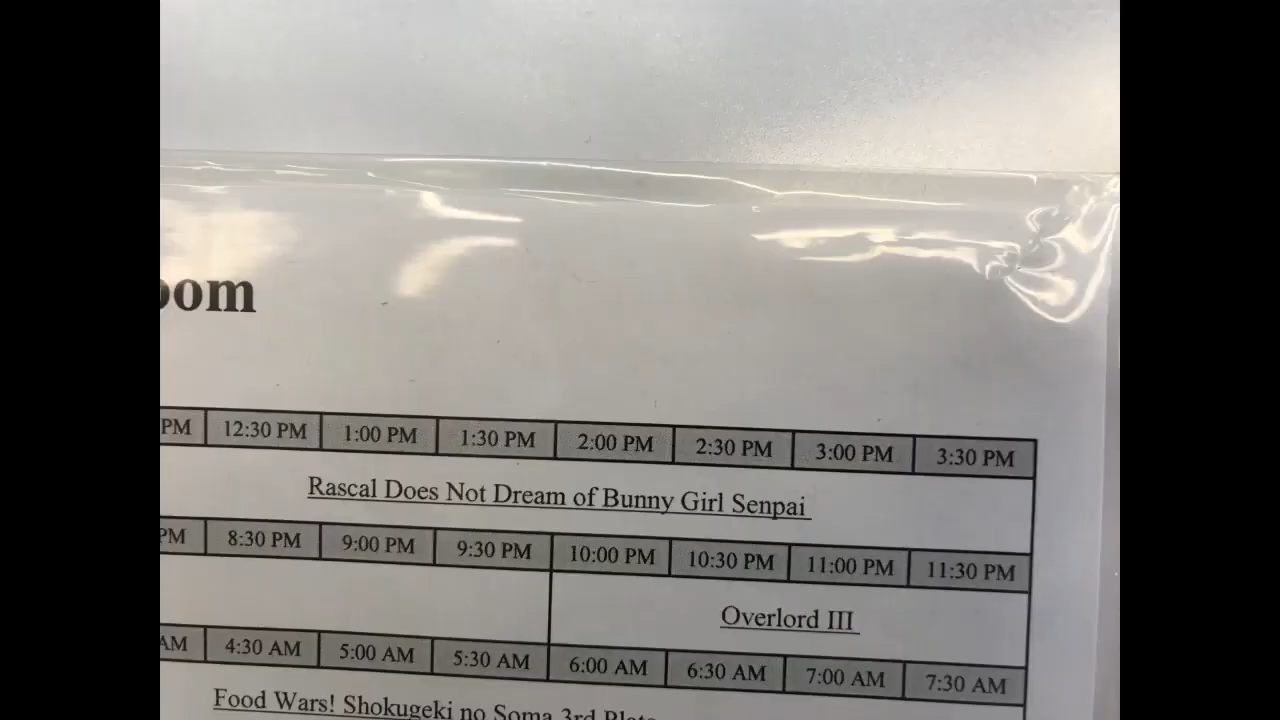 oom
PM 12:30 PM 1:00 PM 1:30 PM 2:00 PM 2:30 PM 3:00 PM 3:30 PM
Rascal Does Not Dream of Bunny Girl Senpai
PM 8:30 PM 9:00 PM 9:30 PM 10:00 PM 10:30 PM 11:00 PM 11:30 PM
Overlord III
AM 4:30 AM 5:00 AM 5:30 AM 6:00 AM 6:30 AM 7:00 AM 7:30 AM
Food Wars! Shokugeki no Soma 3rd Plate